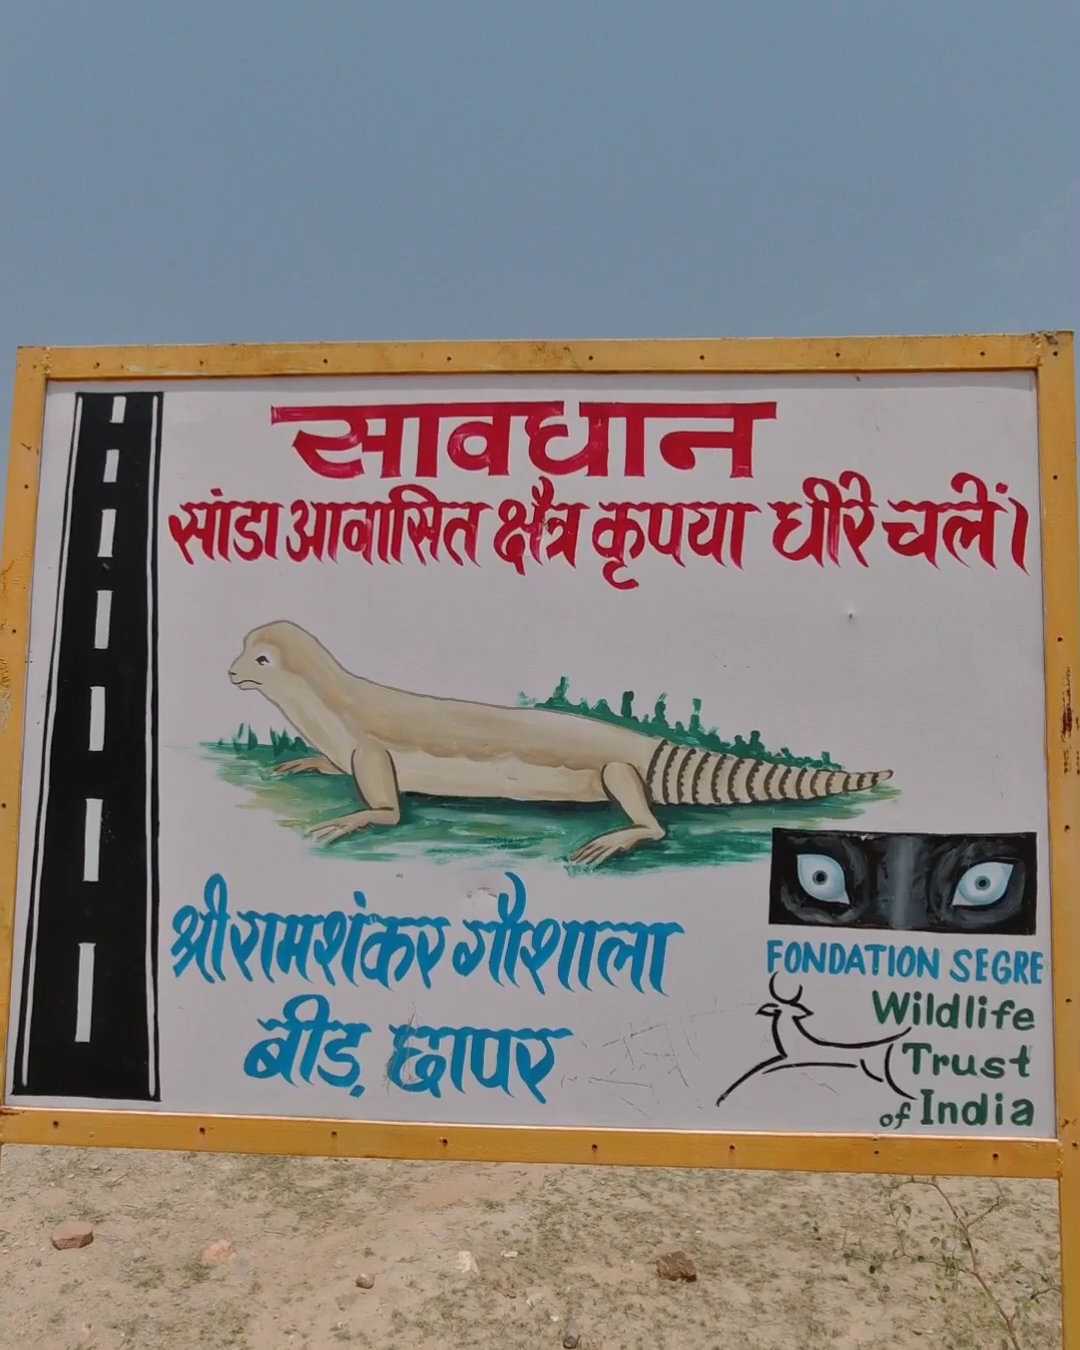 सावधान
सांडा आवासित क्षैत्र कृपया धीरे चलें।
श्री रामशंकर गौशाला
बीड़ छापर
FONDATION SEGRE
Wildlife
Trust
of India